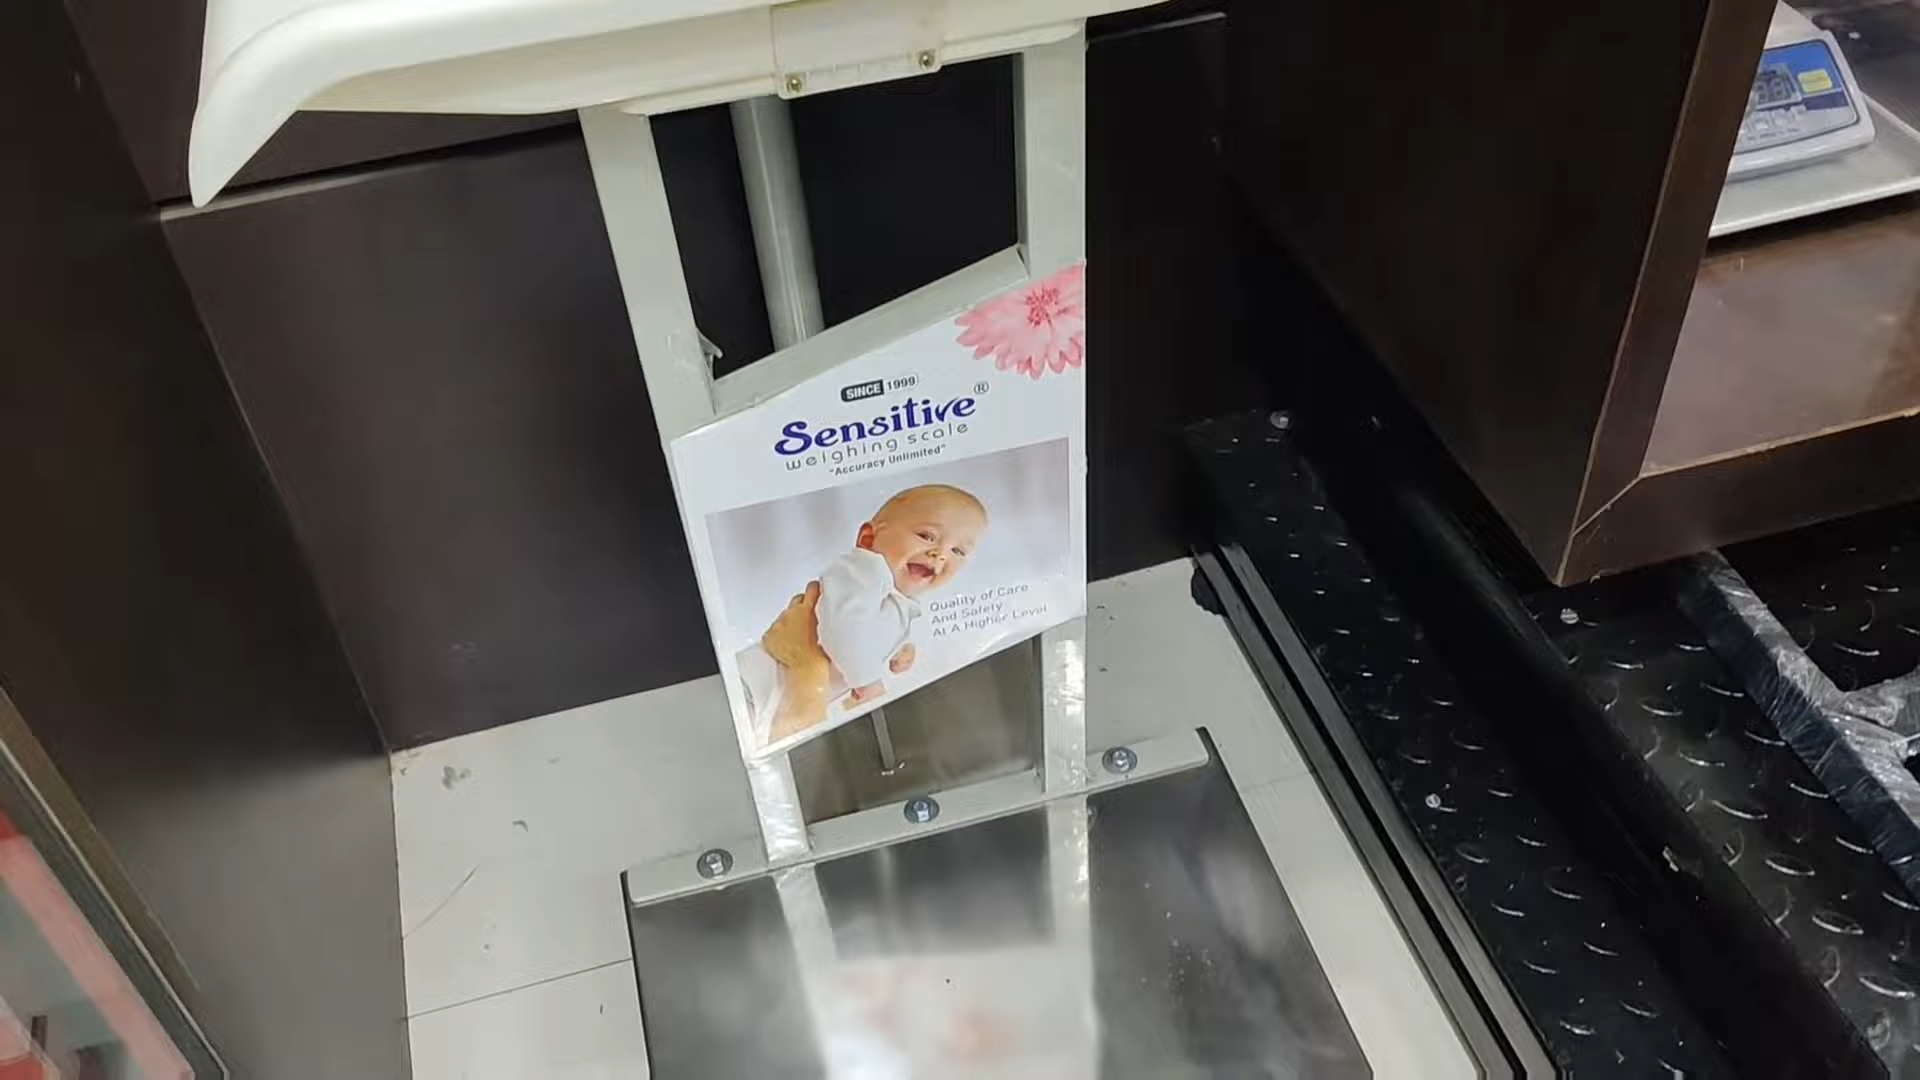 SINCE 1999
Sensitive®
weighing scale
"Accuracy Unlimited"
Quality of Care
And Safety
At A Higher Level